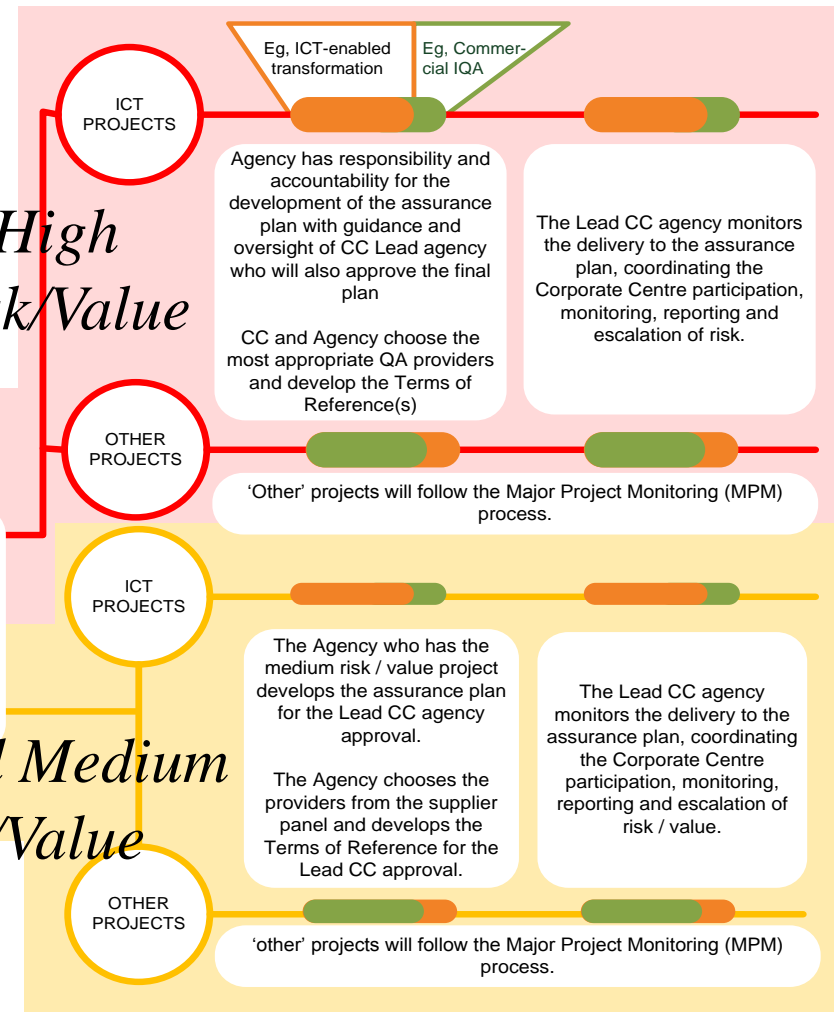 Eg, ICT-enabled
transformation
Eg, Commer-
cial IQA
ICT
PROJECTS
Agency has responsibility and
accountability for the
development of the assurance
plan with guidance and
oversight of CC Lead agency
who will also approve the final
plan
CC and Agency choose the
most appropriate QA providers
and develop the Terms of
Reference(s)
The Lead CC agency monitors
the delivery to the assurance
plan, coordinating the
Corporate Centre participation,
monitoring, reporting and
escalation of risk.
High
/Value
OTHER
PROJECTS
‘Other’ projects will follow the Major Project Monitoring (MPM)
process.
ICT
PROJECTS
The Agency who has the
medium risk / value project
develops the assurance plan
for the Lead CC agency
approval.
The Agency chooses the
providers from the supplier
panel and develops the
Terms of Reference for the
Lead CC approval.
The Lead CC agency
monitors the delivery to the
assurance plan, coordinating
the Corporate Centre
participation, monitoring,
reporting and escalation of
risk / value.
Medium
/Value
OTHER
PROJECTS
‘other’ projects will follow the Major Project Monitoring (MPM)
process.